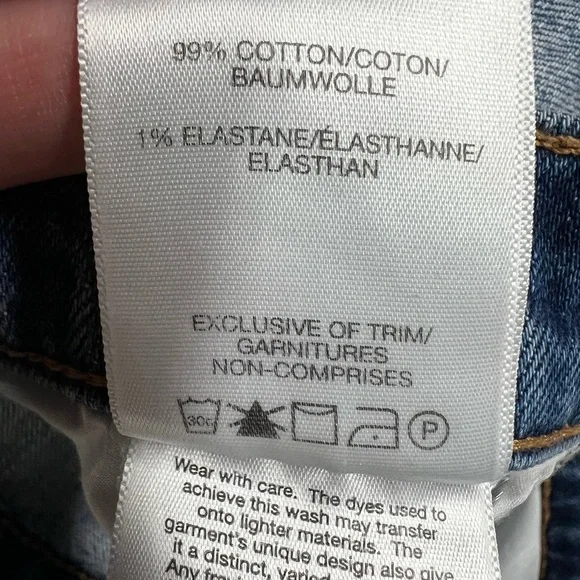 99% COTTON/COTON/
BAUMWOLLE
1% ELASTANE/ÉLASTHANNE/
ELASTHAN
EXCLUSIVE OF TRIM/
GARNITURES
NON-COMPRISES
30c
P
Wear with care. The dyes used to
achieve this wash may transfer
onto lighter materials. The
garment's unique design also give
it a distinct, varied
Any